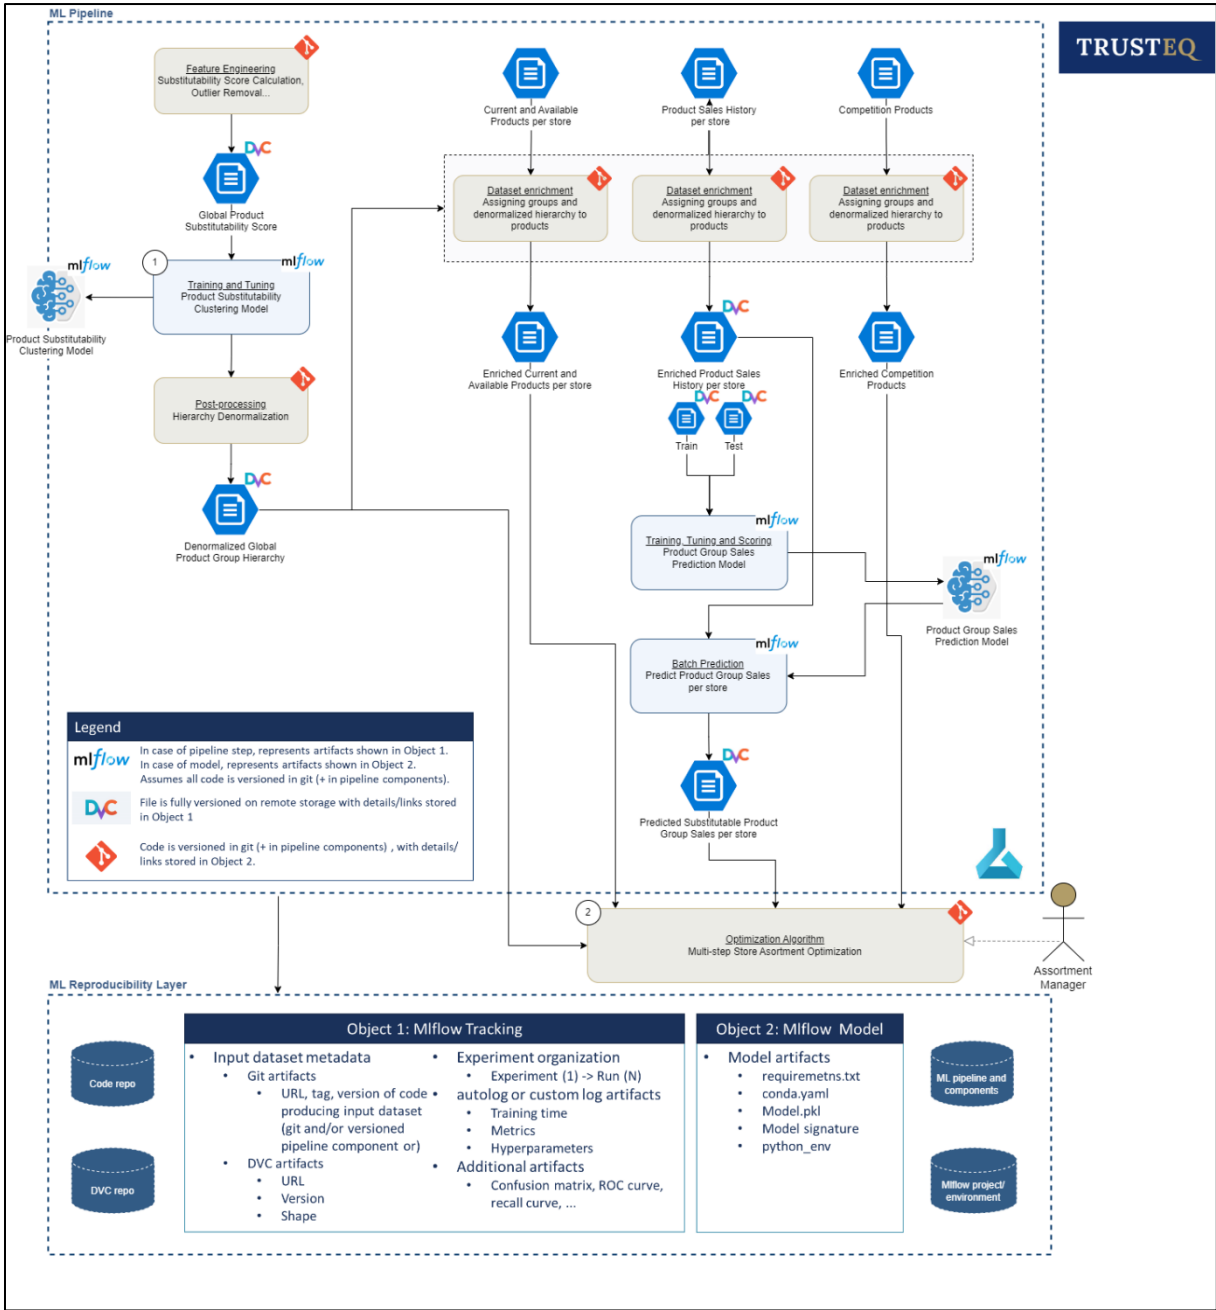 ML Pipeline
TRUSTEQ
Feature Engineering
Substitutability Score Calculation,
Outlier Removal...
DVC
Global Product
Substitutability Score
1
mlflow
Training and Tuning
Product Substitutability
Clustering Model
mlflow
Product Substitutability
Clustering Model
Post-processing
Hierarchy Denormalization
DVC
Denormalized Global
Product Group Hierarchy
Current and Available
Products per store
Product Sales History
per store
Competition Products
Dataset enrichment
Assigning groups and
denormalized hierarchy to
products
Dataset enrichment
Assigning groups and
denormalized hierarchy to
products
Dataset enrichment
Assigning groups and
denormalized hierarchy to
products
Enriched Current and
Available Products per store
DVC
Enriched Product Sales
History per store
Enriched Competition
Products
DVC
DVC
Train
Test
mlflow
Training, Tuning and Scoring
Product Group Sales
Prediction Model
mlflow
Product Group Sales
Prediction Model
mlflow
Batch Prediction
Predict Product Group Sales
per store
DVC
Predicted Substitutable Product
Group Sales per store
Legend
mlflow
In case of pipeline step, represents artifacts shown in Object 1.
In case of model, represents artifacts shown in Object 2.
Assumes all code is versioned in git (+ in pipeline components).
DVC
File is fully versioned on remote storage with details/links stored
in Object 1
Code is versioned in git (+ in pipeline components) , with details/
links stored in Object 2.
2
Optimization Algorithm
Multi-step Store Asortment Optimization
Assortment
Manager
ML Reproducibility Layer
Code repo
DVC repo
Object 1: Mlflow Tracking
• Input dataset metadata
• Git artifacts
• URL, tag, version of code
producing input dataset
(git and/or versioned
pipeline component or)
• DVC artifacts
• URL
• Version
• Shape
• Experiment organization
• Experiment (1) -> Run (N)
• autolog or custom log artifacts
• Training time
• Metrics
• Hyperparameters
• Additional artifacts
• Confusion matrix, ROC curve,
recall curve, ...
Object 2: Mlflow Model
• Model artifacts
• requiremetns.txt
• conda.yaml
• Model.pkl
• Model signature
• python_env
ML pipeline and
components
Mlflow project/
environment